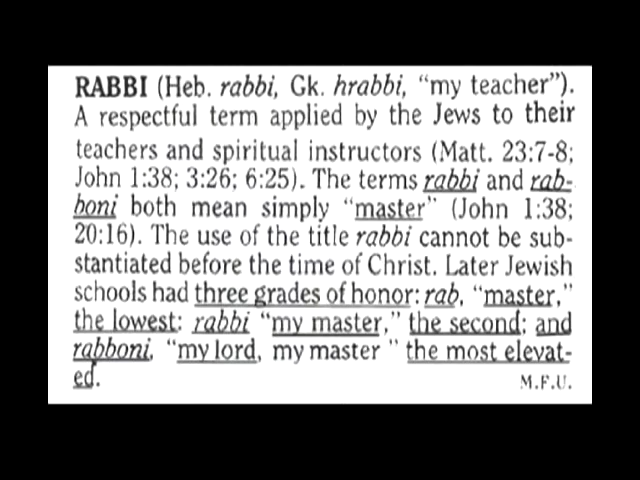 RABBI (Heb. rabbi, Gk. hrabbi, “my teacher”).
A respectful term applied by the Jews to their
teachers and spiritual instructors (Matt. 23:7-8;
John 1:38; 3:26; 6:25). The terms rabbi and rab-
boni both mean simply “master” (John 1:38;
20:16). The use of the title rabbi cannot be sub-
stantiated before the time of Christ. Later Jewish
schools had three grades of honor: rab, “master,”
the lowest; rabbi “my master,” the second; and
rabboni, “my lord, my master ” the most elevat-
ed.
M.F.U.